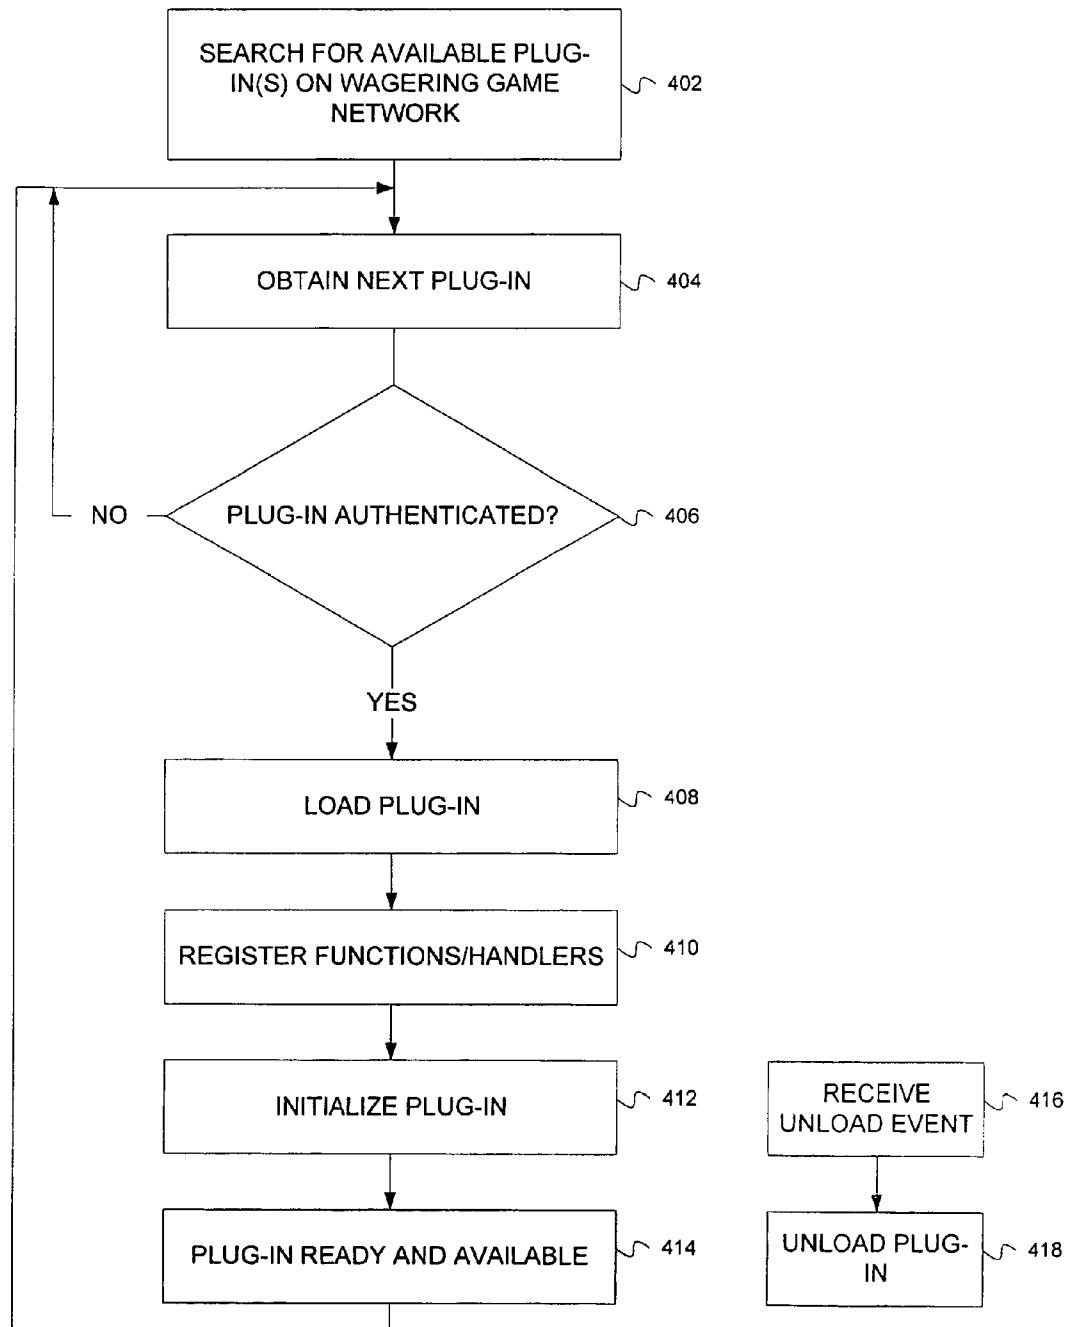 SEARCH FOR AVAILABLE PLUG-
IN(S) ON WAGERING GAME
NETWORK
402
OBTAIN NEXT PLUG-IN
404
NO
PLUG-IN AUTHENTICATED?
406
YES
LOAD PLUG-IN
408
REGISTER FUNCTIONS/HANDLERS
410
INITIALIZE PLUG-IN
412
RECEIVE
UNLOAD EVENT
416
PLUG-IN READY AND AVAILABLE
414
UNLOAD PLUG-
IN
418